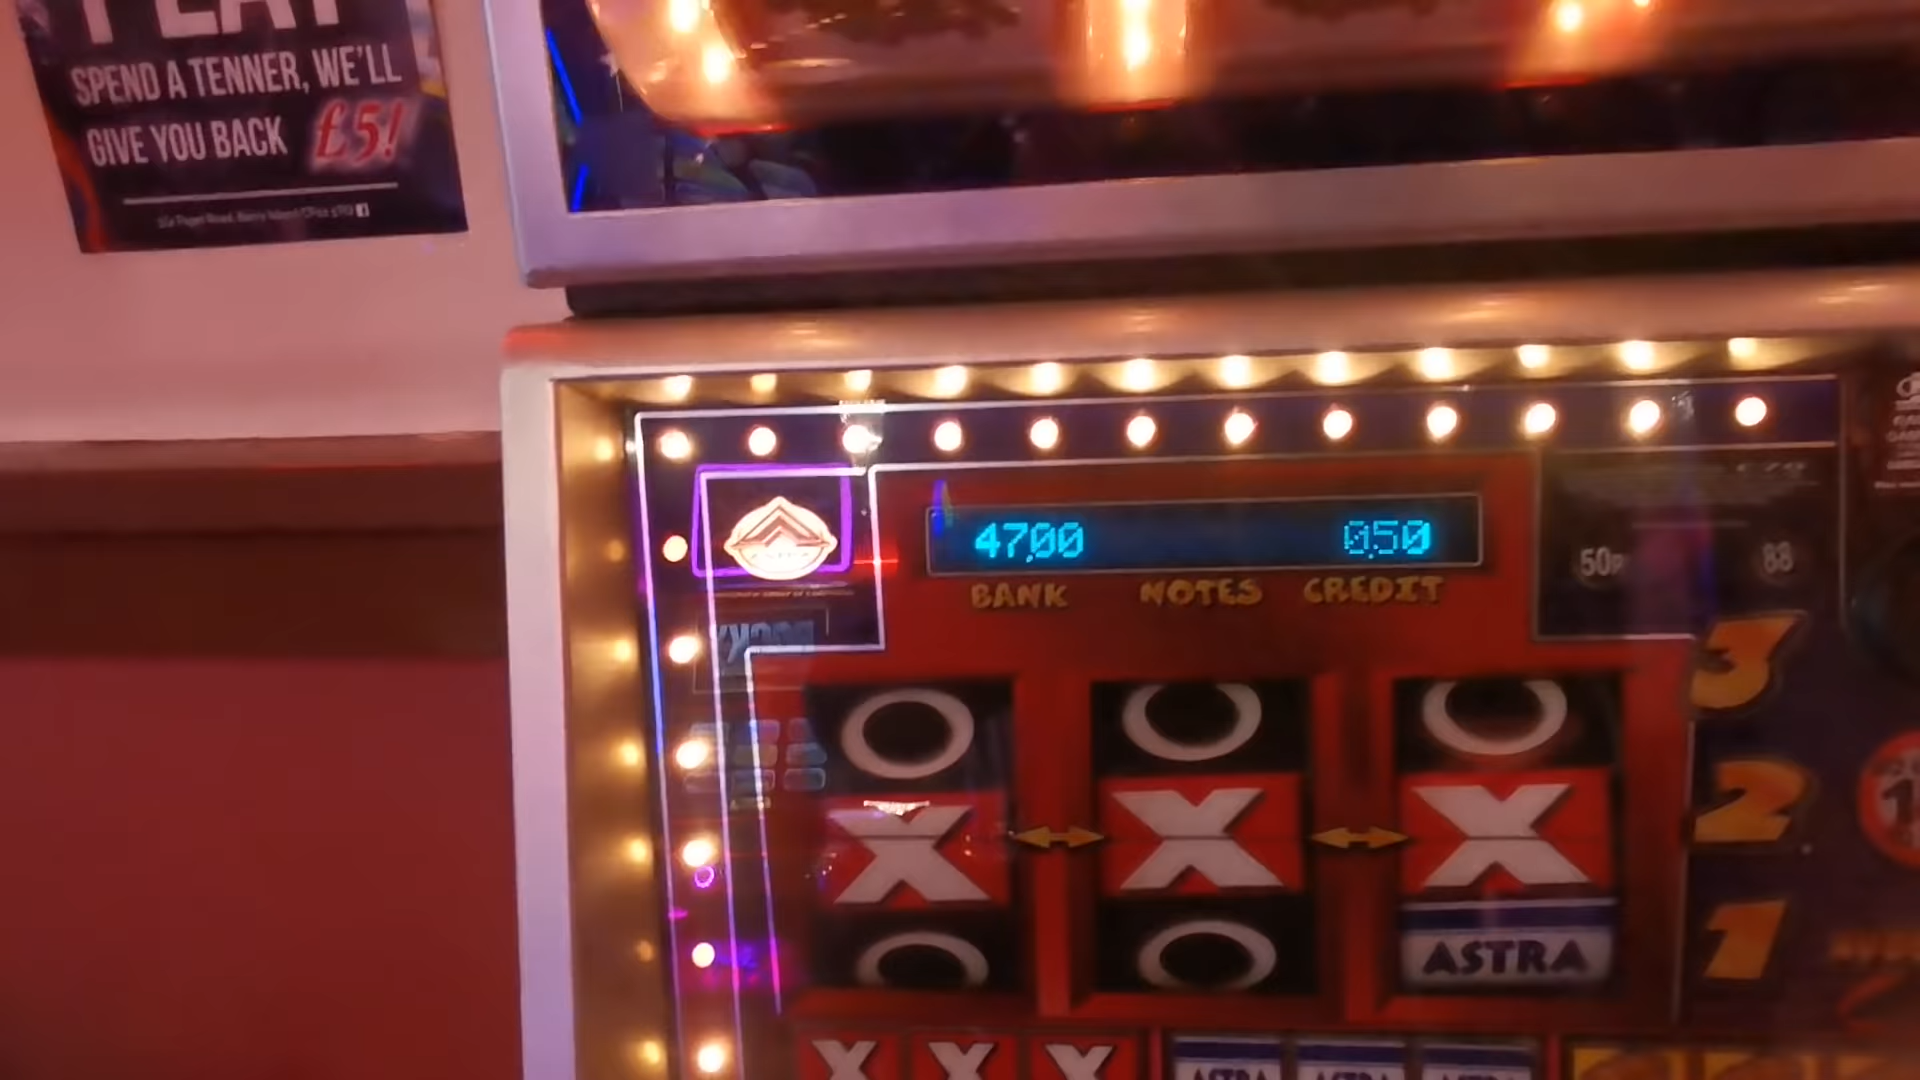 PLAY
SPEND A TENNER, WE'LL
GIVE YOU BACK £5!
47.00 0.50
BANK NOTES CREDIT
50p 88
3
X X X
2
ASTRA
1
X X X
ASTRA ASTRA ASTRA